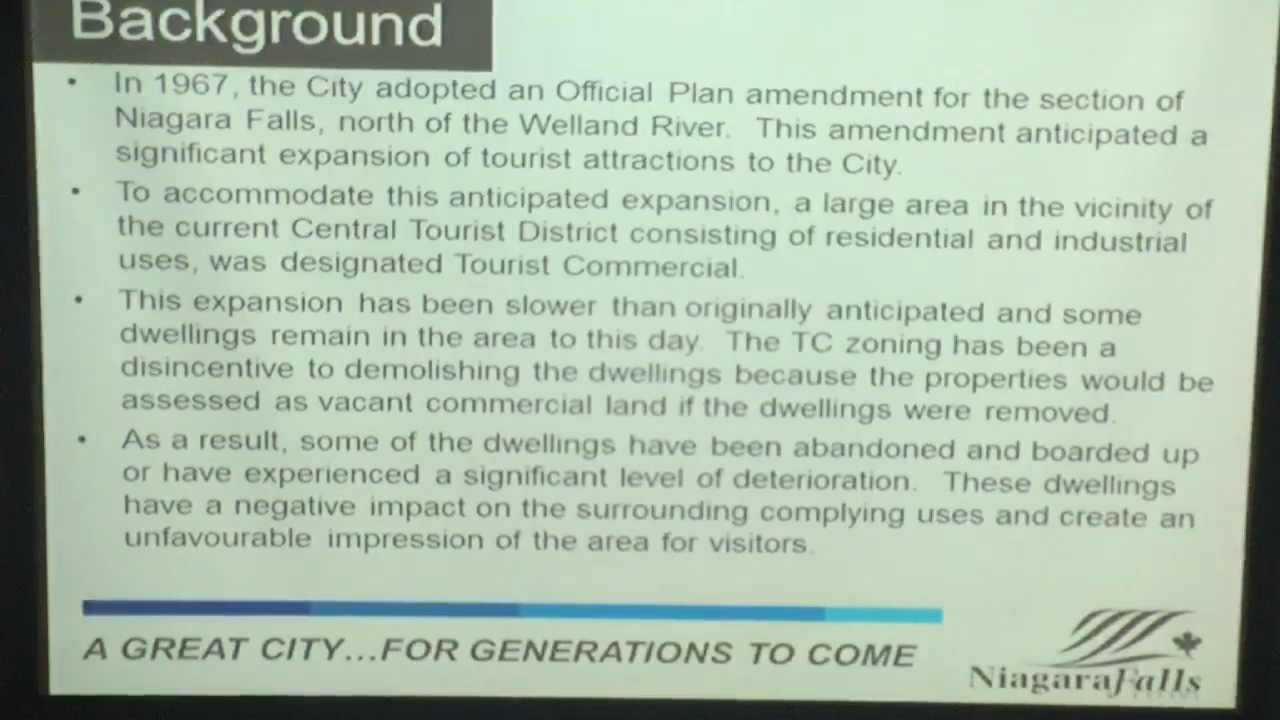 Background
• In 1967, the City adopted an Official Plan amendment for the section of
Niagara Falls, north of the Welland River. This amendment anticipated a
significant expansion of tourist attractions to the City.
• To accommodate this anticipated expansion, a large area in the vicinity of
the current Central Tourist District consisting of residential and industrial
uses, was designated Tourist Commercial.
• This expansion has been slower than originally anticipated and some
dwellings remain in the area to this day. The TC zoning has been a
disincentive to demolishing the dwellings because the properties would be
assessed as vacant commercial land if the dwellings were removed.
• As a result, some of the dwellings have been abandoned and boarded up
or have experienced a significant level of deterioration. These dwellings
have a negative impact on the surrounding complying uses and create an
unfavourable impression of the area for visitors.
A GREAT CITY...FOR GENERATIONS TO COME
NiagaraFalls